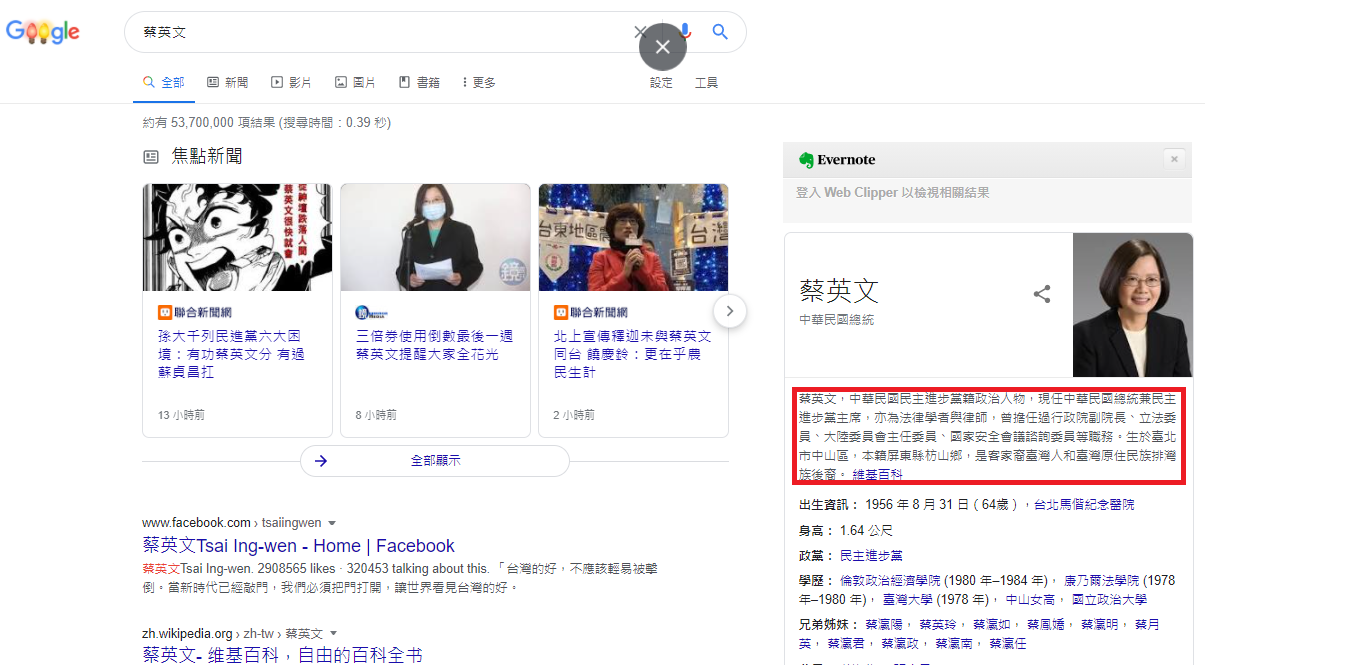 Google
蔡英文
全部
新聞
影片
圖片
書籍
更多
設定
工具
約有 53,700,000 項結果 (搜尋時間：0.39 秒)
焦點新聞
從神壇跌落人間，
蔡英文很快就會
聯合新聞網
孫大千列民進黨六大困
境：有功蔡英文分 有過
蘇貞昌扛
13 小時前
鏡
三倍券使用倒數最後一週
蔡英文提醒大家全花光
8 小時前
台東地區農
台灣
聯合新聞網
北上宣傳釋迦未與蔡英文
同台 饒慶鈴：更在乎農
民生計
2 小時前
全部顯示
www.facebook.com › tsaiingwen
蔡英文Tsai Ing-wen - Home | Facebook
蔡英文Tsai Ing-wen. 2908565 likes · 320453 talking about this. 「台灣的好，不應該輕易被擊
倒。當新時代已經敲門，我們必須把門打開，讓世界看見台灣的好。
zh.wikipedia.org › zh-tw › 蔡英文
蔡英文- 維基百科，自由的百科全书
Evernote
登入 Web Clipper 以檢視相關結果
蔡英文
中華民國總統
蔡英文，中華民國民主進步黨籍政治人物，現任中華民國總統兼民主
進步黨主席，亦為法律學者與律師，曾擔任過行政院副院長、立法委
員、大陸委員會主任委員、國家安全會議諮詢委員等職務。生於臺北
市中山區，本籍屏東縣枋山鄉，是客家裔臺灣人和臺灣原住民族排灣
族後裔。 維基百科
出生資訊： 1956 年 8 月 31 日 (64歲)，台北馬偕紀念醫院
身高： 1.64 公尺
政黨： 民主進步黨
學歷： 倫敦政治經濟學院 (1980 年–1984 年)， 康乃爾法學院 (1978
年–1980 年)， 臺灣大學 (1978 年)， 中山女高， 國立政治大學
兄弟姊妹： 蔡瀛陽， 蔡英玲， 蔡瀛如， 蔡鳳嬌， 蔡瀛明， 蔡月
英， 蔡瀛君， 蔡瀛政， 蔡瀛南， 蔡瀛任